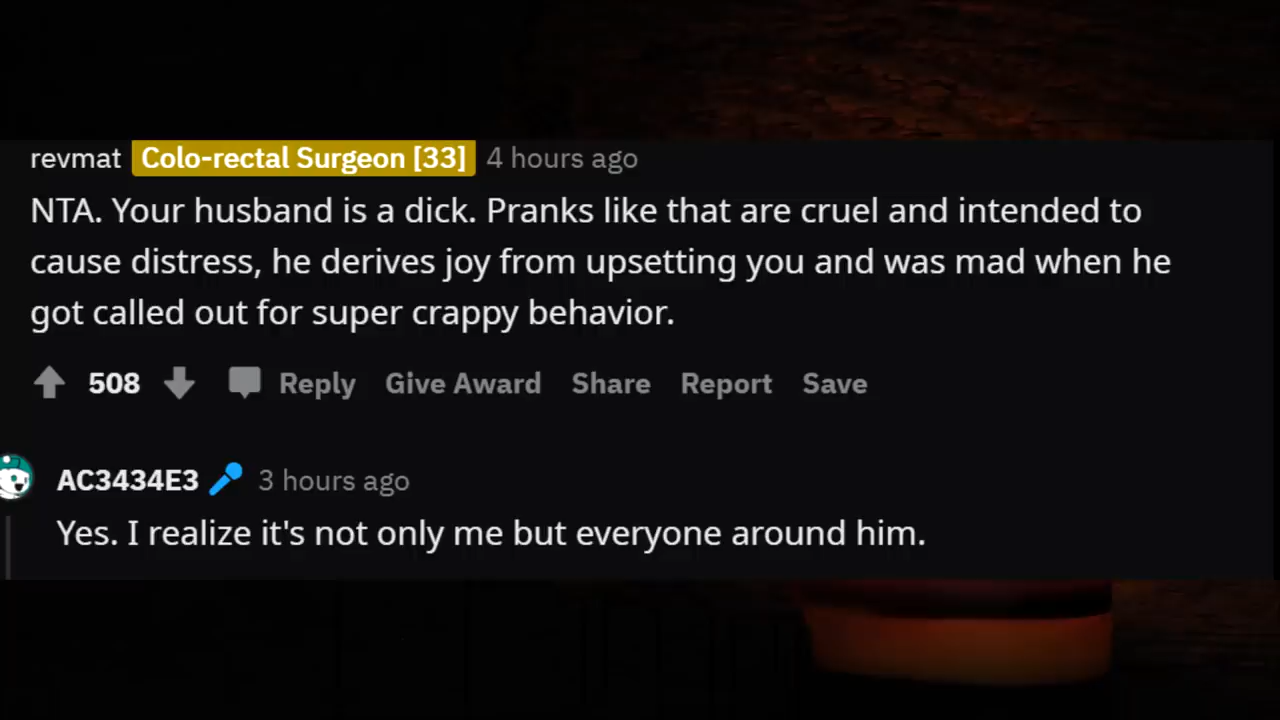 revmat Colo-rectal Surgeon [33] 4 hours ago
NTA. Your husband is a dick. Pranks like that are cruel and intended to
cause distress, he derives joy from upsetting you and was mad when he
got called out for super crappy behavior.
508 Reply Give Award Share Report Save
AC3434E3 3 hours ago
Yes. I realize it's not only me but everyone around him.